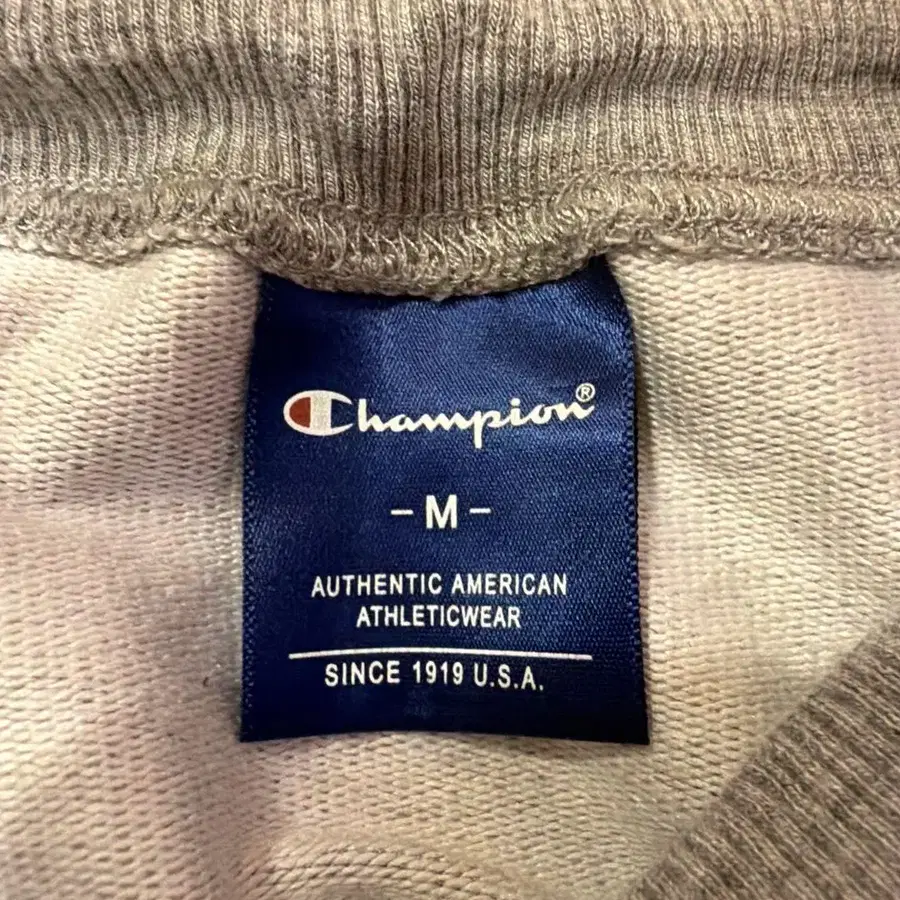 Champion®
- M -
AUTHENTIC AMERICAN
ATHLETICWEAR
SINCE 1919 U.S.A.